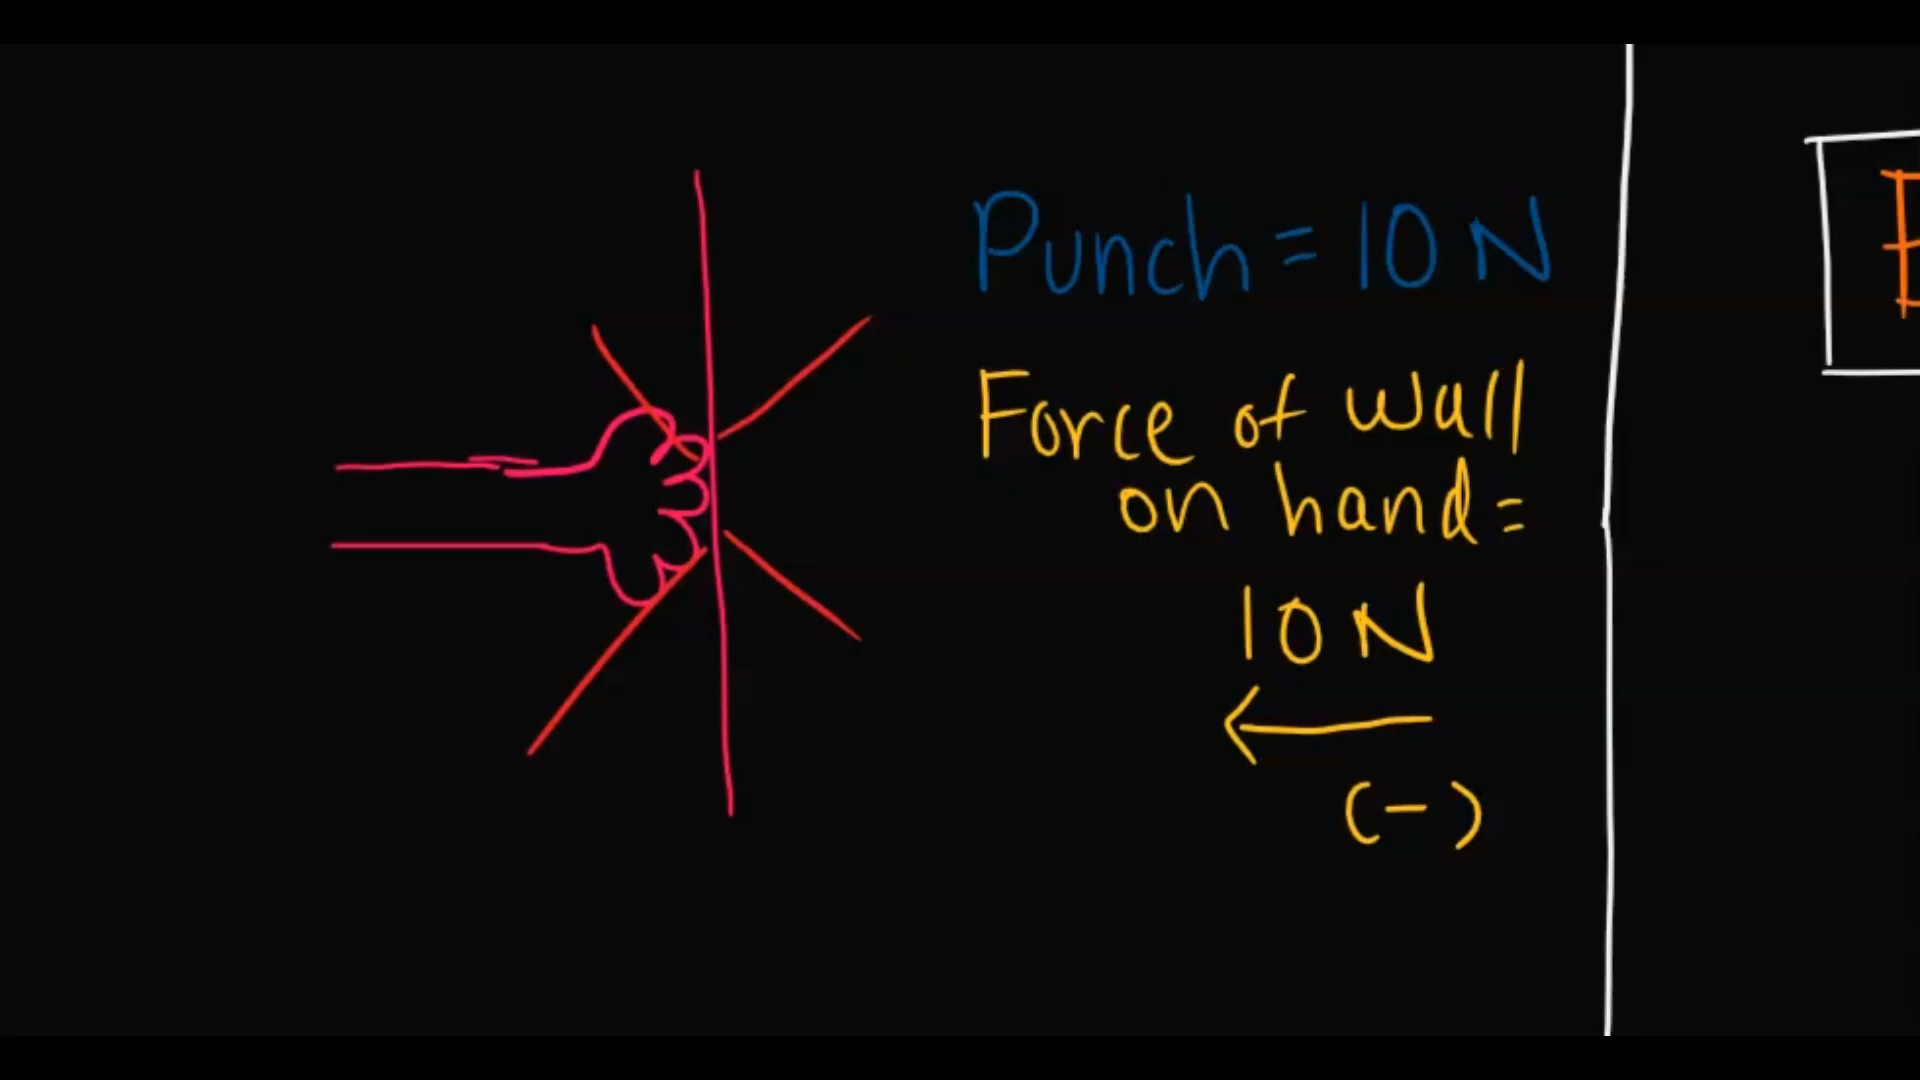 Punch = 10 N
Force of wall
on hand =
10 N
(-)